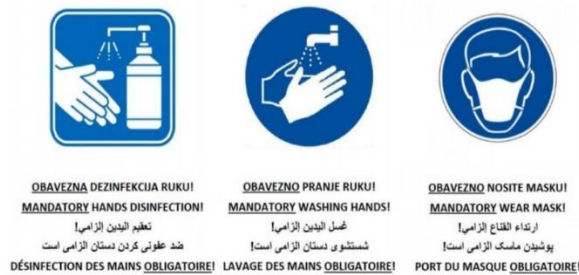 OBAVEZNA DEZINFEKCIJA RUKU!
MANDATORY HANDS DISINFECTION!
تعقيم اليدين إلزامي!
ضد عفونی کردن دستان الزامی است
DÉSINFECTION DES MAINS OBLIGATOIRE!
OBAVEZNO PRANJE RUKU!
MANDATORY WASHING HANDS!
غسل اليدين إلزامي!
شستشوی دستان الزامی است!
LAVAGE DES MAINS OBLIGATOIRE!
OBAVEZNO NOSITE MASKU!
MANDATORY WEAR MASK!
ارتداء القناع إلزامي!
پوشیدن ماسک الزامی است!
PORT DU MASQUE OBLIGATOIRE!